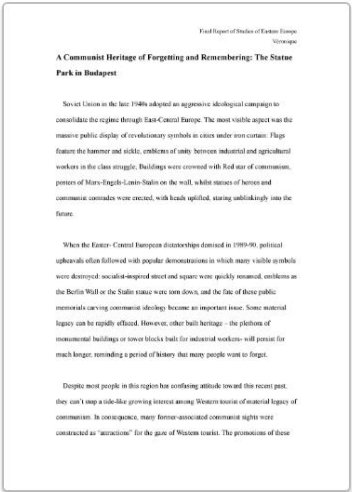 Final Report of Studies of Eastern Europe
Véronique
A Communist Heritage of Forgetting and Remembering: The Statue
Park in Budapest
Soviet Union in the late 1940s adopted an aggressive ideological campaign to
consolidate the regime through East-Central Europe. The most visible aspect was the
massive public display of revolutionary symbols in cities under iron curtain: Flags
feature the hammer and sickle, emblems of unity between industrial and agricultural
workers in the class struggle, Buildings were crowned with Red star of communism,
posters of Marx-Engels-Lenin-Stalin on the wall, whilst statues of heroes and
communist comrades were erected, with heads uplifted, staring unblinkingly into the
future.
When the Easter- Central European dictatorships demised in 1989-90, political
upheavals often followed with popular demonstrations in which many visible symbols
were destroyed: socialist-inspired street and square were quickly renamed, emblems as
the Berlin Wall or the Stalin statue were torn down, and the fate of these public
memorials carving communist ideology became an important issue. Some material
legacy can be rapidly effaced. However, other built heritage – the plethora of
monumental buildings or tower blocks built for industrial workers- will persist for
much longer, reminding a period of history that many people want to forget.
Despite most people in this region has confusing attitude toward this recent past,
they can't stop a tide-like growing interest among Western tourist of material legacy of
communism. In consequence, many former-associated communist sights were
constructed as "attractions" for the gaze of Western tourist. The promotions of these